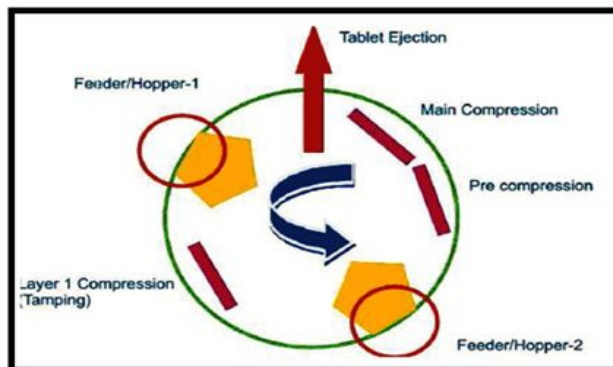 Tablet Ejection
Feeder/Hopper-1
Main Compression
Pre compression
Layer 1 Compression
(Tamping)
Feeder/Hopper-2